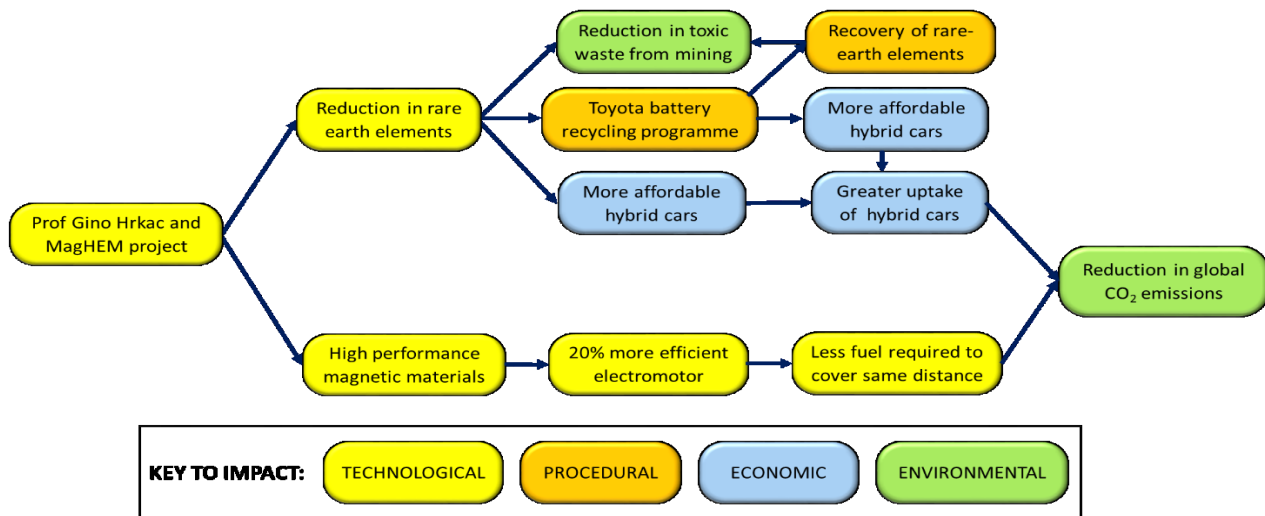 Reduction in toxic
waste from mining
Recovery of rare-
earth elements
Reduction in rare
earth elements
Toyota battery
recycling programme
More affordable
hybrid cars
More affordable
hybrid cars
Greater uptake
of hybrid cars
Prof Gino Hrkac and
MagHEM project
Reduction in global
CO₂ emissions
High performance
magnetic materials
20% more efficient
electromotor
Less fuel required to
cover same distance
KEY TO IMPACT:
TECHNOLOGICAL
PROCEDURAL
ECONOMIC
ENVIRONMENTAL